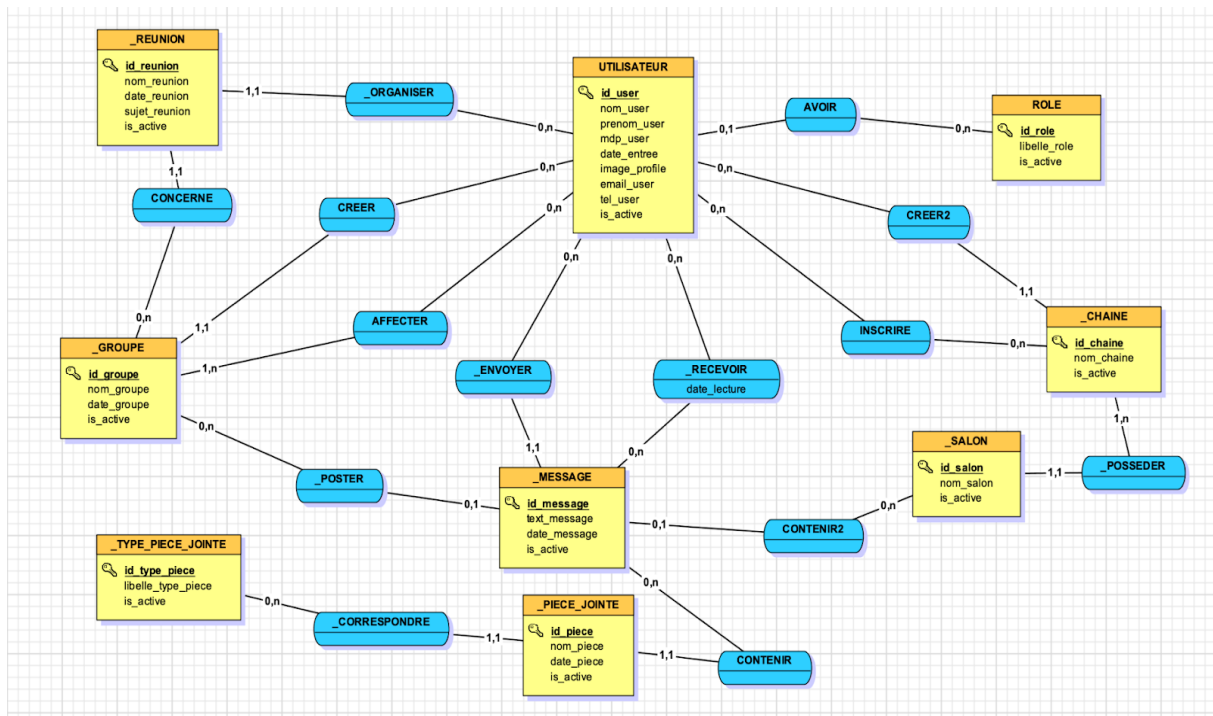 _REUNION
id_reunion
nom_reunion
date_reunion
sujet_reunion
is_active
1,1
_ORGANISER
0,n
UTILISATEUR
id_user
nom_user
prenom_user
mdp_user
date_entree
image_profile
email_user
tel_user
is_active
0,1
AVOIR
0,n
ROLE
id_role
libelle_role
is_active
1,1
CONCERNE
0,n
0,n
CREER
1,1
0,n
CREER2
1,1
0,n
AFFECTER
1,n
0,n
_ENVOYER
1,1
0,n
_RECEVOIR
date_lecture
0,n
0,n
INSCRIRE
0,n
_CHAINE
id_chaine
nom_chaine
is_active
_GROUPE
id_groupe
nom_groupe
date_groupe
is_active
0,n
_POSTER
0,1
_MESSAGE
id_message
text_message
date_message
is_active
0,1
CONTENIR2
0,n
_SALON
id_salon
nom_salon
is_active
1,1
_POSSEDER
1,n
_TYPE_PIECE_JOINTE
id_type_piece
libelle_type_piece
is_active
0,n
_CORRESPONDRE
1,1
_PIECE_JOINTE
id_piece
nom_piece
date_piece
is_active
1,1
CONTENIR
0,n